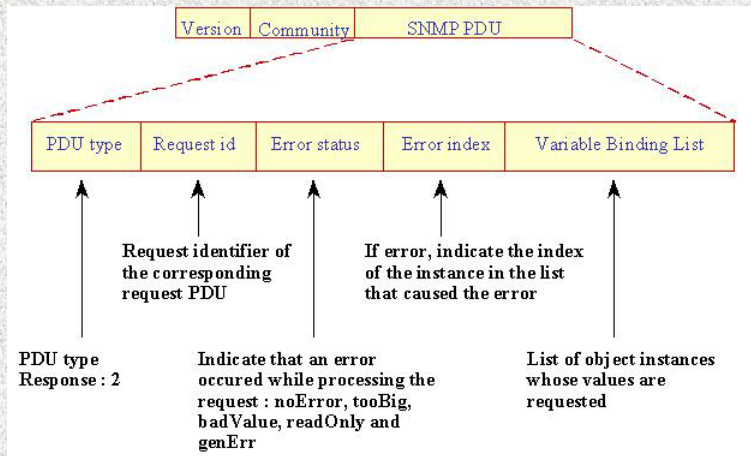 Version Community SNMP PDU
PDU type Request id Error status Error index Variable Binding List
Request identifier of
the corresponding
request PDU
If error, indicate the index
of the instance in the list
that caused the error
PDU type
Response : 2
Indicate that an error
occured while processing the
request : noError, tooBig,
badValue, readOnly and
genErr
List of object instances
whose values are
requested